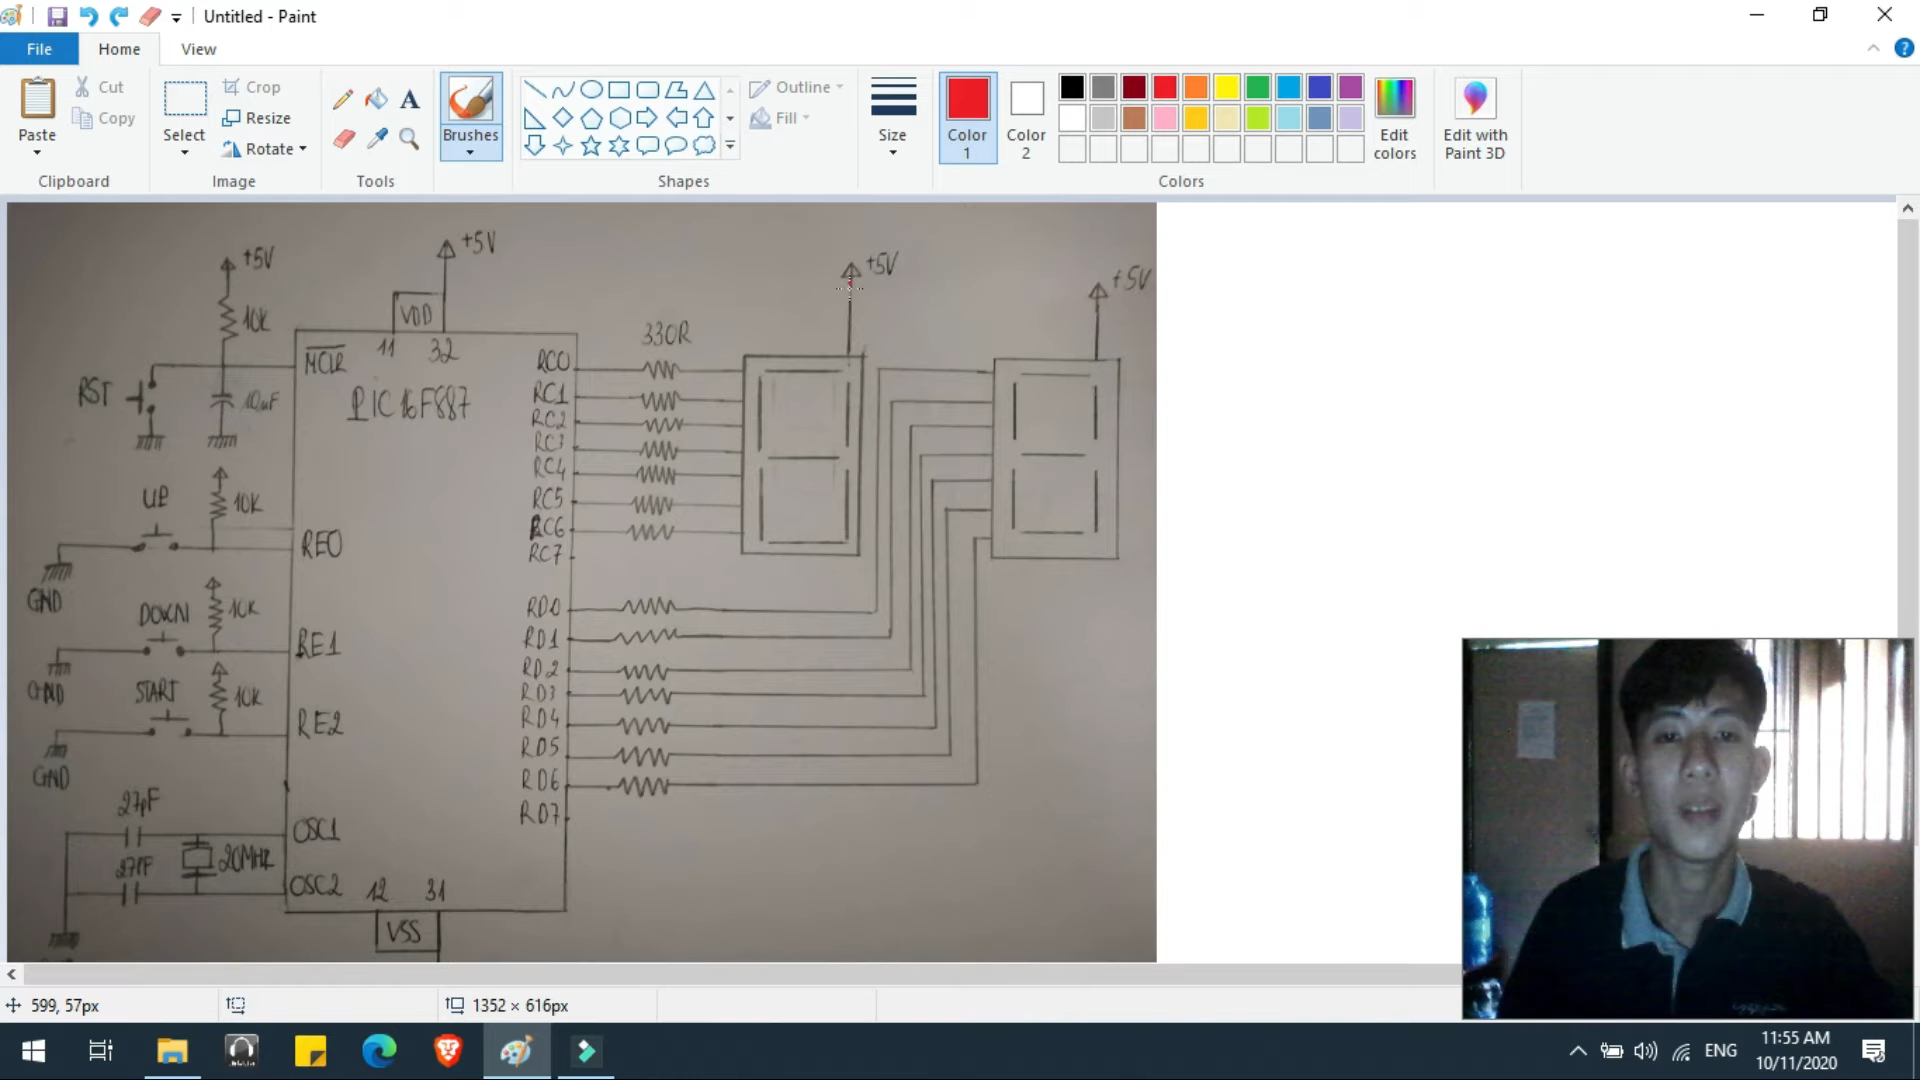 Untitled - Paint
File
Home
View
Paste
Cut
Copy
Clipboard
Select
Crop
Resize
Rotate
Image
Tools
Brushes
Shapes
Outline
Fill
Size
Color 1
Color 2
Edit colors
Edit with Paint 3D
Colors
+5V
+5V
+5V
+5V
10K
VDD
11
32
330R
MCLR
RST
10uF
PIC16F887
RC0
RC1
RC2
RC3
RC4
RC5
RC6
RC7
UP
10K
RE0
GND
DOWN
10K
RE1
GND
START
10K
RE2
GND
RD0
RD1
RD2
RD3
RD4
RD5
RD6
RD7
27pF
OSC1
27PF
20MHz
OSC2
12
31
VSS
599, 57px
1352 × 616px
ENG
11:55 AM
10/11/2020